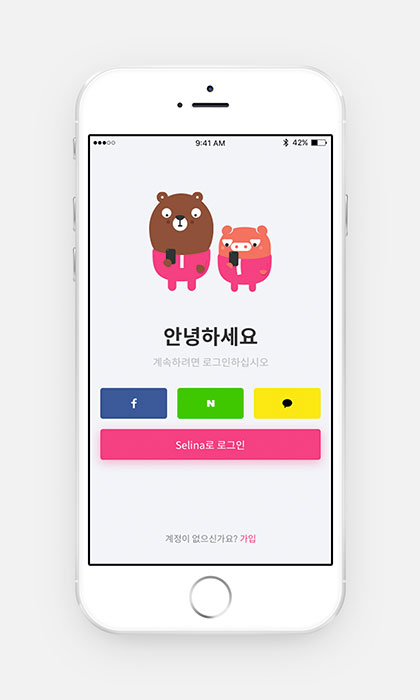 9:41 AM
42%
안녕하세요
계속하려면 로그인하십시오
f
N
Selina로 로그인
계정이 없으신가요? 가입